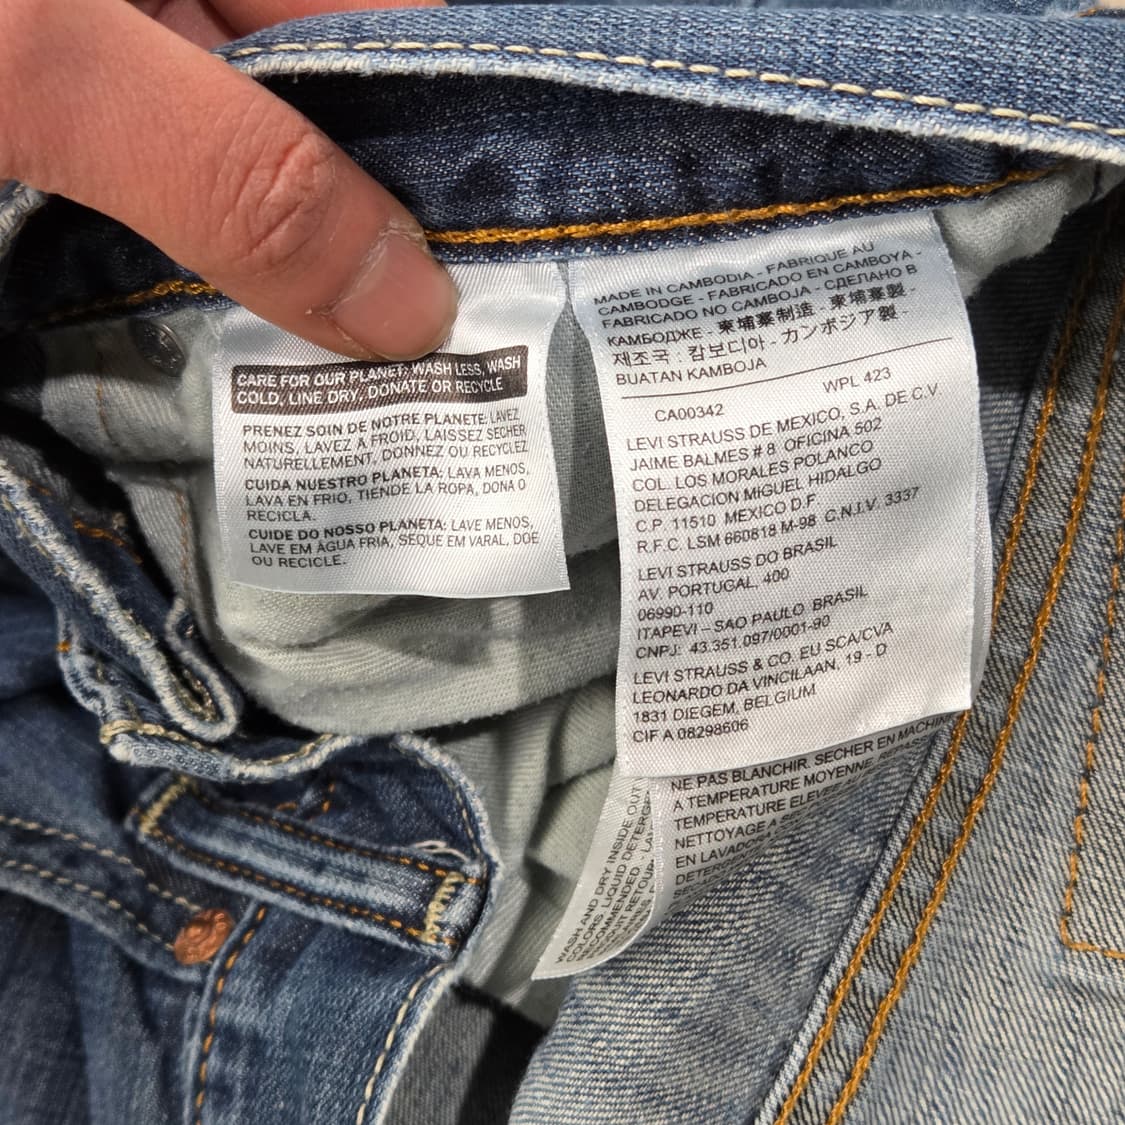 CARE FOR OUR PLANET: WASH LESS, WASH
COLD, LINE DRY, DONATE OR RECYCLE
PRENEZ SOIN DE NOTRE PLANETE: LAVEZ
MOINS, LAVEZ A FROID, LAISSEZ SECHER
NATURELLEMENT, DONNEZ OU RECYCLEZ
CUIDA NUESTRO PLANETA: LAVA MENOS,
LAVA EN FRIO, TIENDE LA ROPA, DONA O
RECICLA.
CUIDE DO NOSSO PLANETA: LAVE MENOS,
LAVE EM ÁGUA FRIA, SEQUE EM VARAL, DOE
OU RECICLE.
MADE IN CAMBODIA - FABRIQUE AU
CAMBODGE - FABRICADO EN CAMBOYA -
FABRICADO NO CAMBOJA - СДЕЛАНО В
КАМБОДЖЕ - 柬埔寨制造 - 柬埔寨製 -
제조국 : 캄보디아 - カンボジア製 -
BUATAN KAMBOJA
WPL 423
CA00342
LEVI STRAUSS DE MEXICO, S.A. DE C.V.
JAIME BALMES # 8 OFICINA 502
COL. LOS MORALES POLANCO
DELEGACION MIGUEL HIDALGO
C.P. 11510 MEXICO D.F.
R.F.C. LSM 660818 M-98 C.N.I.V. 3337
LEVI STRAUSS DO BRASIL
AV. PORTUGAL, 400
06990-110
ITAPEVI – SAO PAULO BRASIL
CNPJ: 43.351.097/0001-90
LEVI STRAUSS & CO. EU SCA/CVA
LEONARDO DA VINCILAAN, 19 - D
1831 DIEGEM, BELGIUM
CIF A 08298606
NE PAS BLANCHIR. SECHER EN MACHINE
A TEMPERATURE MOYENNE. REPAS
TEMPERATURE ELEVEE
NETTOYAGE A
EN LAVAD
DETER
WASH AND DRY INSIDE OUT
COLORS. LIQUID DETERGE
RECOMMENDED. - LA